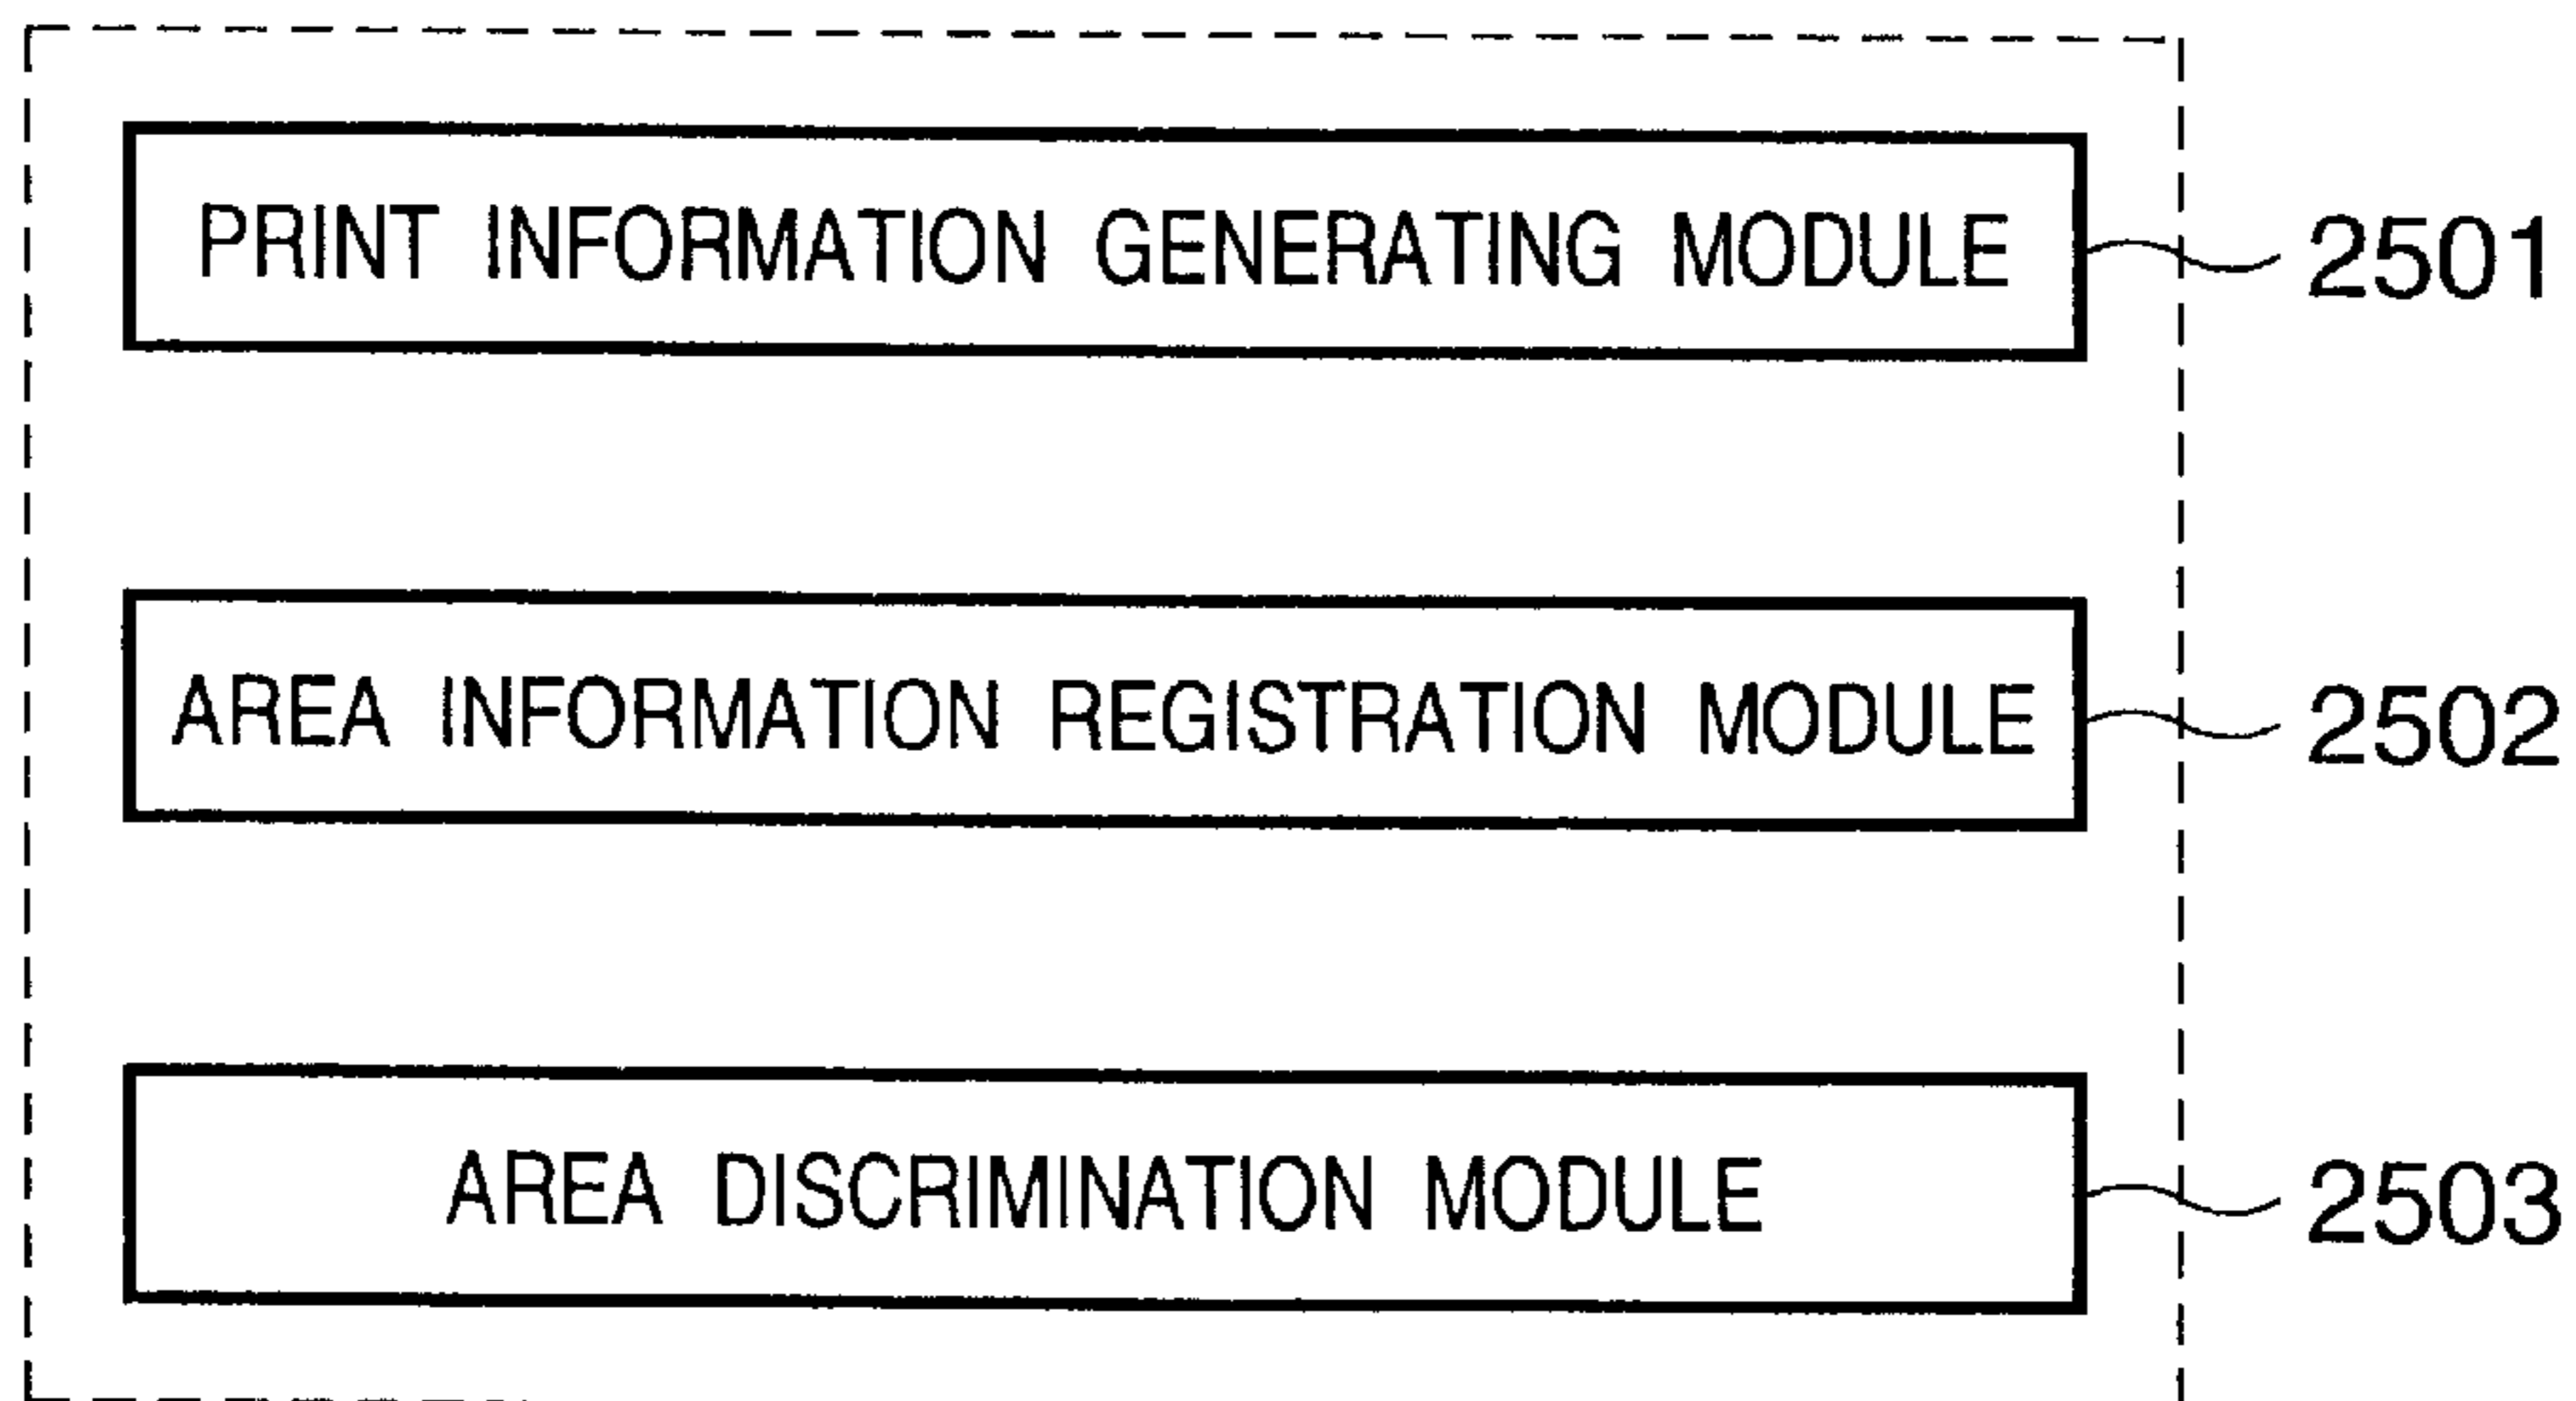 PRINT INFORMATION GENERATING MODULE 2501
AREA INFORMATION REGISTRATION MODULE 2502
AREA DISCRIMINATION MODULE 2503